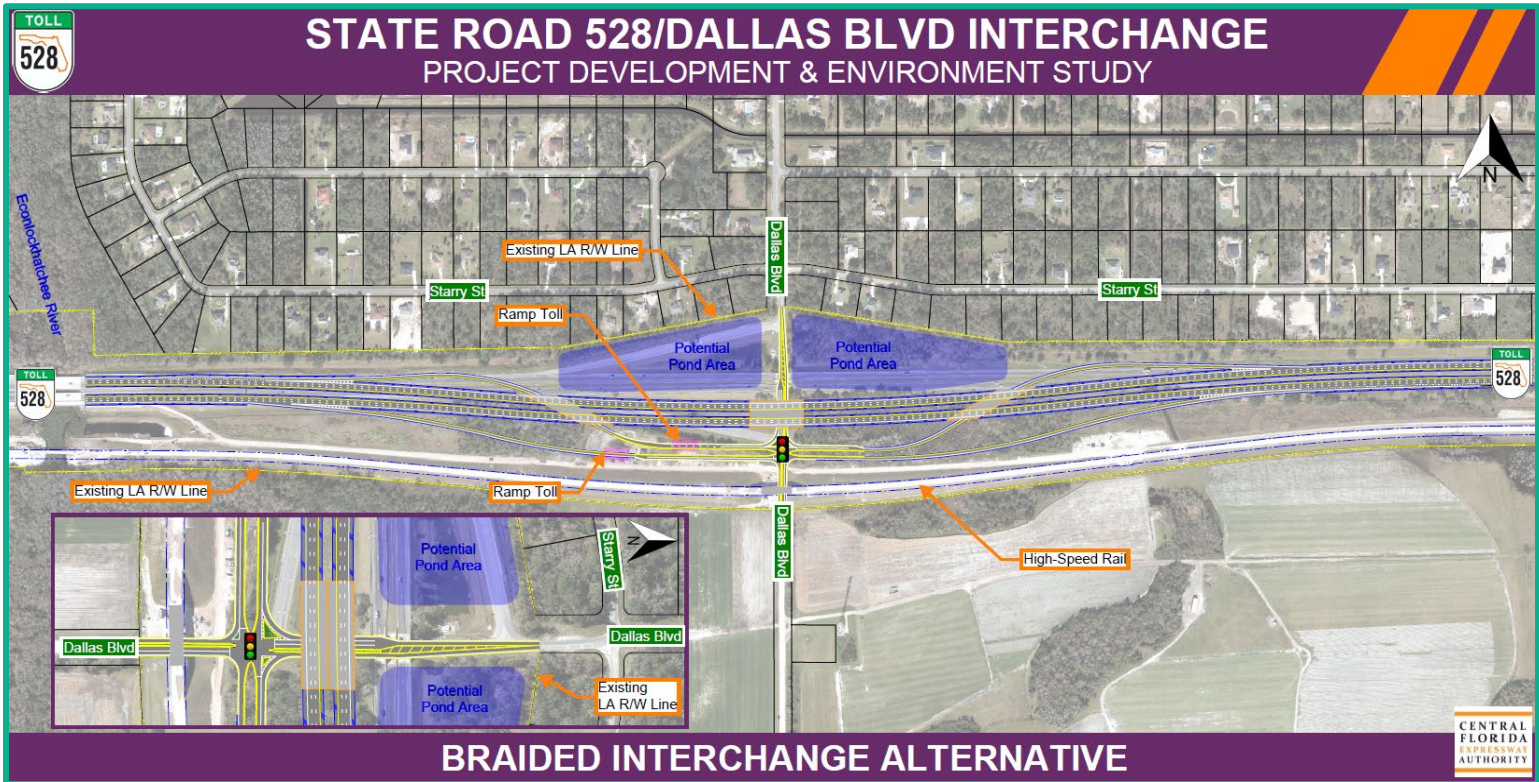 TOLL
528
STATE ROAD 528/DALLAS BLVD INTERCHANGE
PROJECT DEVELOPMENT & ENVIRONMENT STUDY
N
Econlockhatchee River
Existing LA R/W Line
Dallas Blvd
Starry St
Starry St
Ramp Toll
Potential
Pond Area
Potential
Pond Area
TOLL
528
TOLL
528
Existing LA R/W Line
Ramp Toll
Dallas Blvd
High-Speed Rail
Potential
Pond Area
Starry St
N
Dallas Blvd
Dallas Blvd
Potential
Pond Area
Existing
LA R/W Line
BRAIDED INTERCHANGE ALTERNATIVE
CENTRAL
FLORIDA
EXPRESSWAY
AUTHORITY